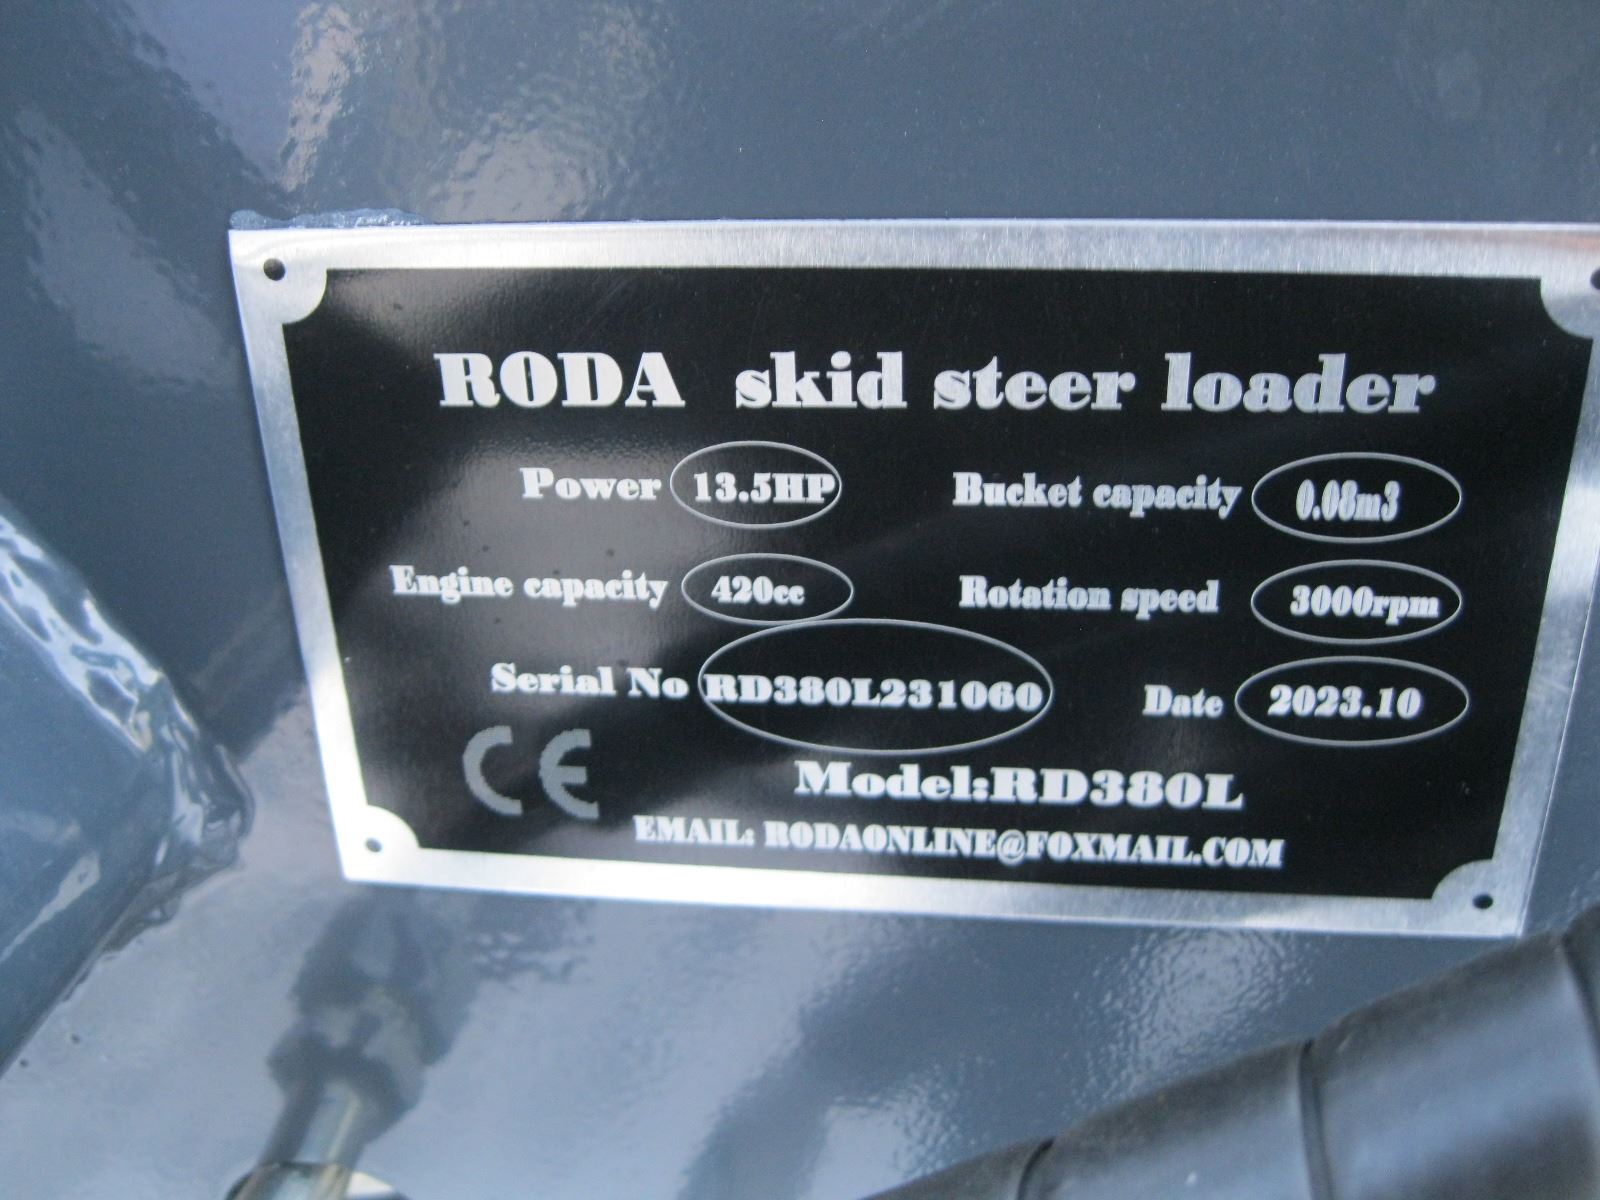 RODA skid steer loader
Power 13.5HP Bucket capacity 0.08m3
Engine capacity 420cc Rotation speed 3000rpm
Serial No RD380L231060 Date 2023.10
CE Model:RD380L
EMAIL: RODAONLINE@FOXMAIL.COM